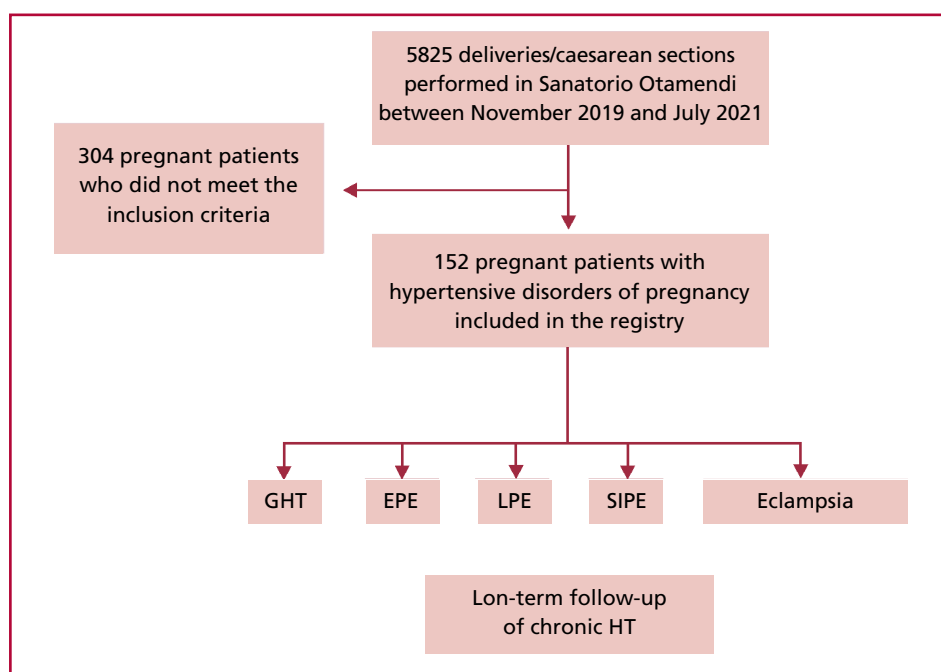 5825 deliveries/caesarean sections
performed in Sanatorio Otamendi
between November 2019 and July 2021
304 pregnant patients
who did not meet the
inclusion criteria
152 pregnant patients with
hypertensive disorders of pregnancy
included in the registry
GHT
EPE
LPE
SIPE
Eclampsia
Lon-term follow-up
of chronic HT